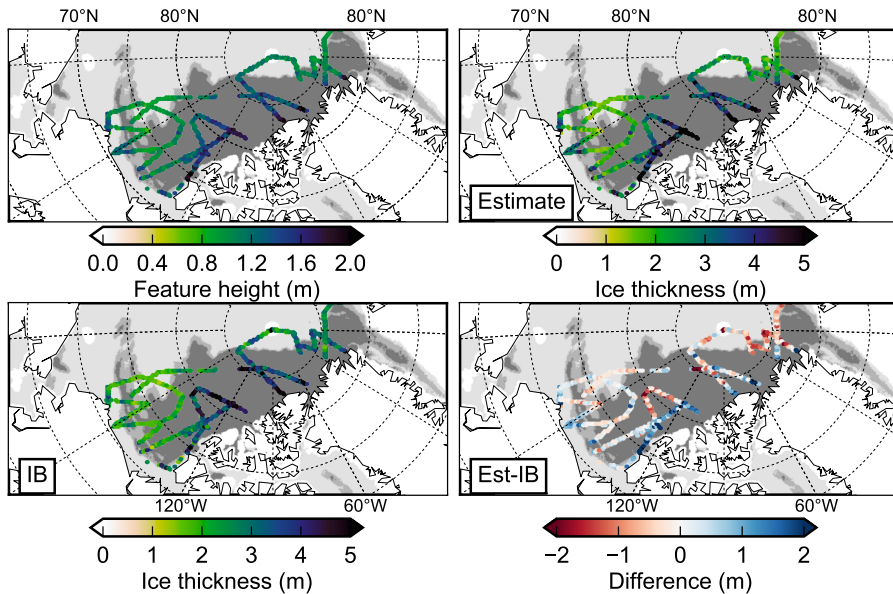 70°N 80°N 80°N
70°N 80°N 80°N
Estimate
0.0 0.4 0.8 1.2 1.6 2.0
Feature height (m)
0 1 2 3 4 5
Ice thickness (m)
IB
Est-IB
120°W 60°W
120°W 60°W
0 1 2 3 4 5
Ice thickness (m)
−2 −1 0 1 2
Difference (m)